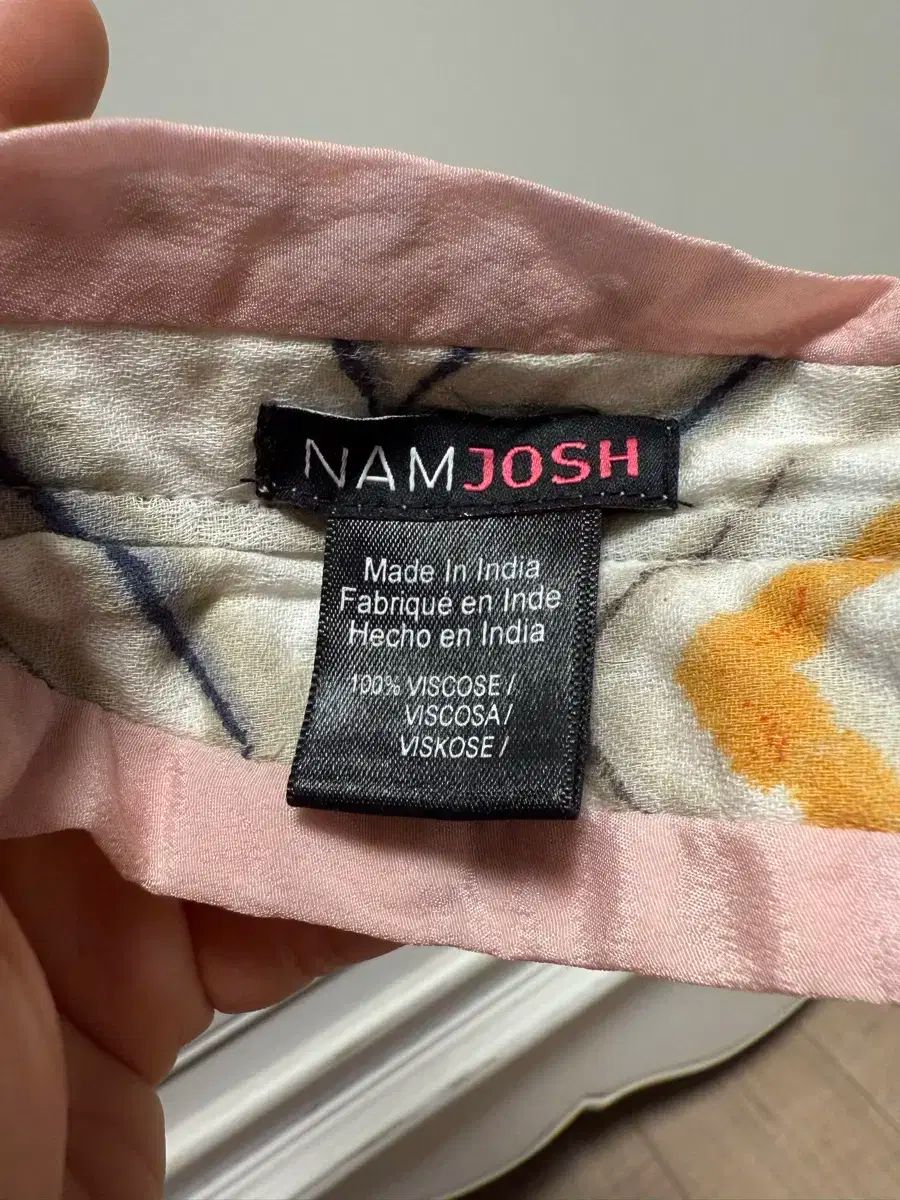 NAMJOSH
Made In India
Fabriqué en Inde
Hecho en India
100% VISCOSE /
VISCOSA /
VISKOSE /